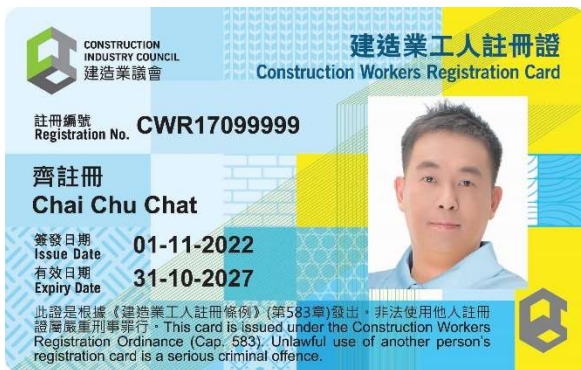 CONSTRUCTION
INDUSTRY COUNCIL
建造業議會
建造業工人註冊證
Construction Workers Registration Card
註冊編號
Registration No. CWR17099999
齊註冊
Chai Chu Chat
簽發日期
Issue Date 01-11-2022
有效日期
Expiry Date 31-10-2027
此證是根據《建造業工人註冊條例》(第583章)發出，非法使用他人註冊
證屬嚴重刑事罪行。This card is issued under the Construction Workers
Registration Ordinance (Cap. 583). Unlawful use of another person's
registration card is a serious criminal offence.